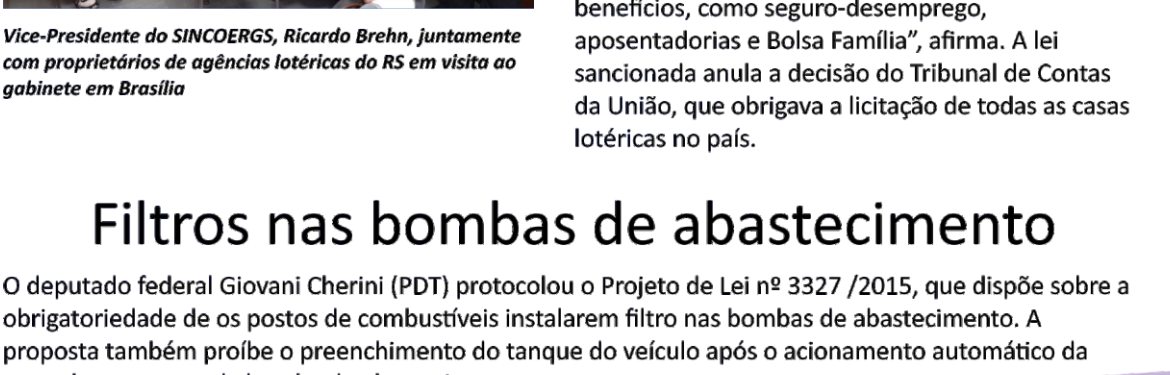 Vice-Presidente do SINCOERGS, Ricardo Brehn, juntamente
com proprietários de agências lotéricas do RS em visita ao
gabinete em Brasília
benefícios, como seguro-desemprego,
aposentadorias e Bolsa Família”, afirma. A lei
sancionada anula a decisão do Tribunal de Contas
da União, que obrigava a licitação de todas as casas
lotéricas no país.
Filtros nas bombas de abastecimento
O deputado federal Giovani Cherini (PDT) protocolou o Projeto de Lei nº 3327 /2015, que dispõe sobre a
obrigatoriedade de os postos de combustíveis instalarem filtro nas bombas de abastecimento. A
proposta também proíbe o preenchimento do tanque do veículo após o acionamento automático da